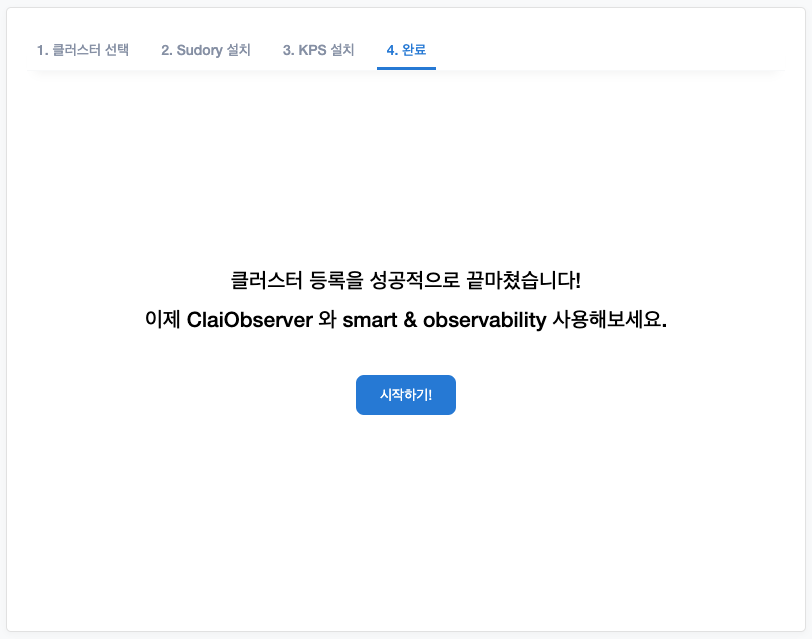 1. 클러스터 선택 2. Sudory 설치 3. KPS 설치 4. 완료
클러스터 등록을 성공적으로 끝마쳤습니다!
이제 ClaiObserver 와 smart & observability 사용해보세요.
시작하기!